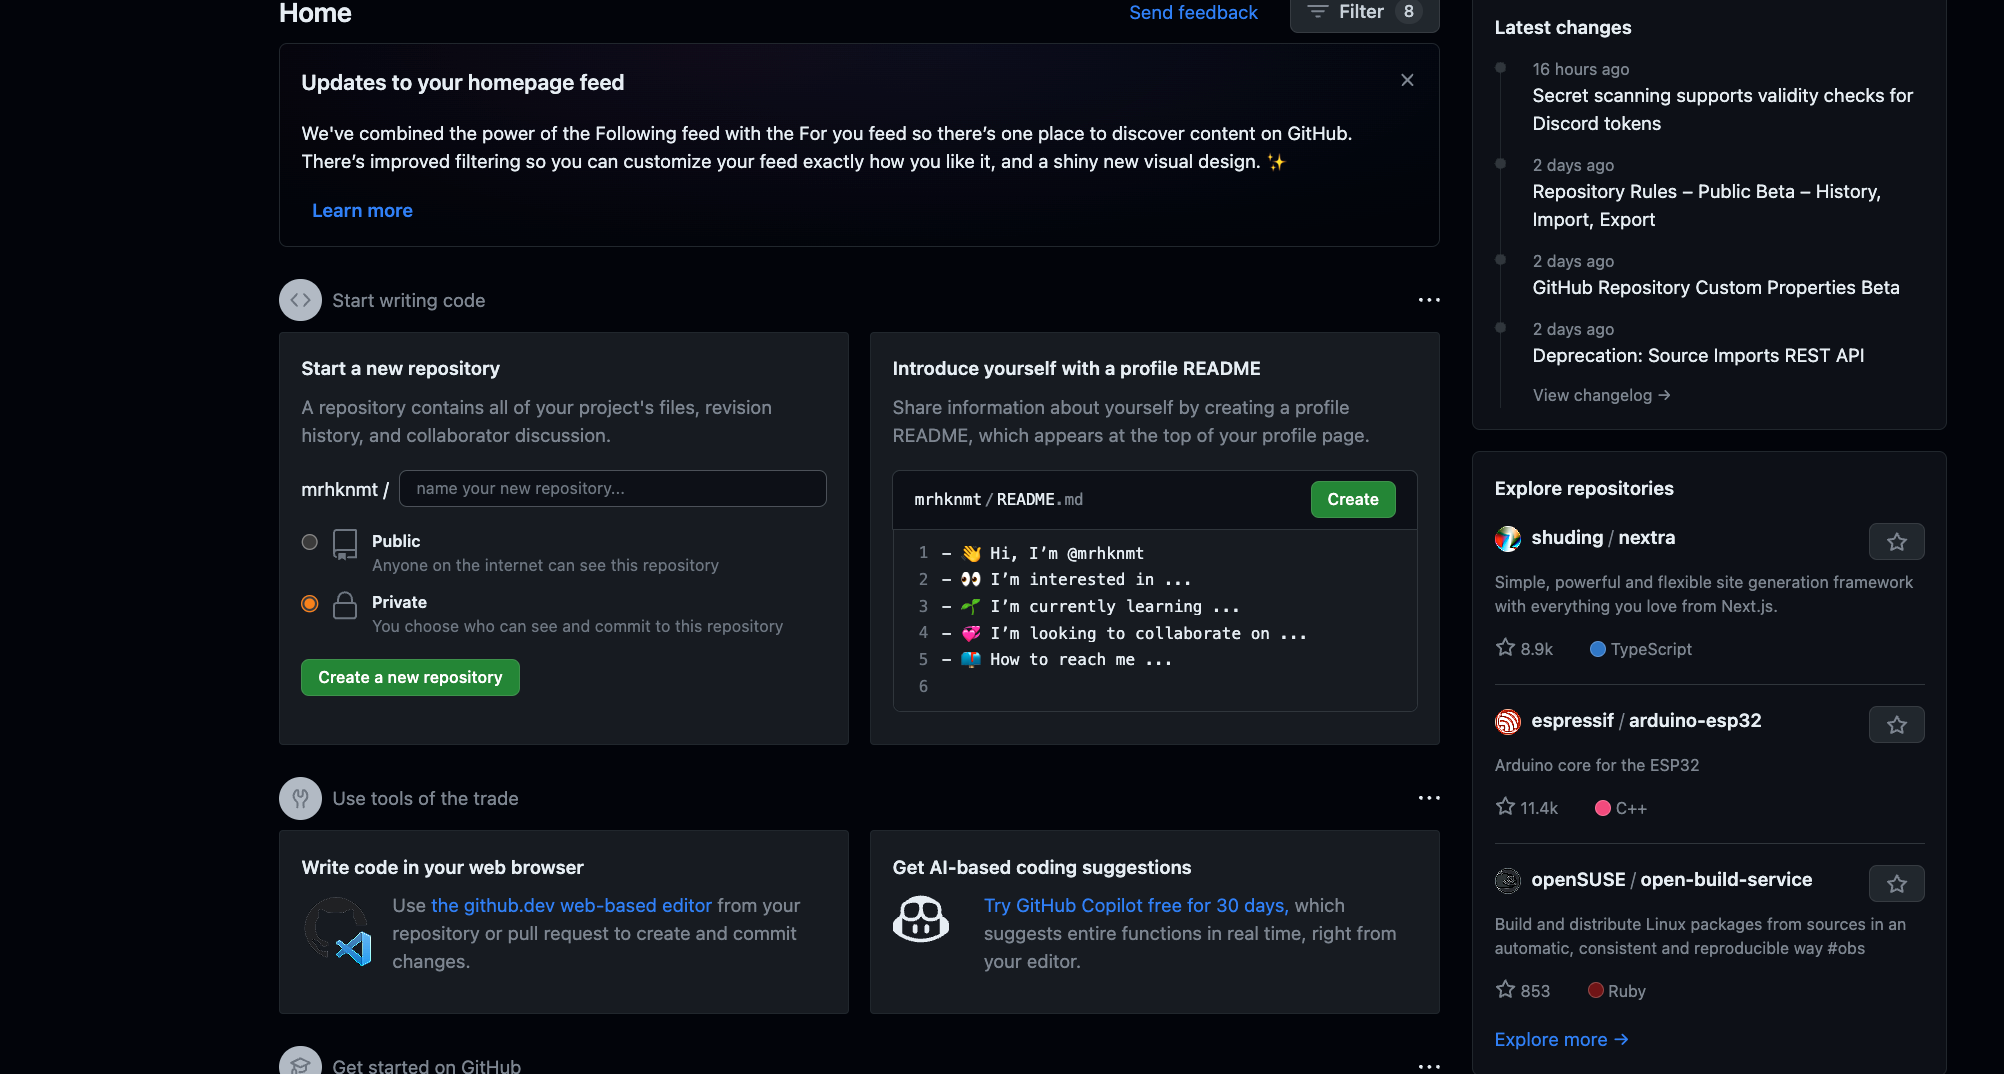 Home
Send feedback
Filter 8
Updates to your homepage feed
We've combined the power of the Following feed with the For you feed so there’s one place to discover content on GitHub.
There’s improved filtering so you can customize your feed exactly how you like it, and a shiny new visual design. ✨
Learn more
Start writing code
Start a new repository
A repository contains all of your project's files, revision
history, and collaborator discussion.
mrhknmt /
name your new repository...
Public
Anyone on the internet can see this repository
Private
You choose who can see and commit to this repository
Create a new repository
Introduce yourself with a profile README
Share information about yourself by creating a profile
README, which appears at the top of your profile page.
mrhknmt / README.md
Create
1 - 👋 Hi, I’m @mrhknmt
2 - 👀 I’m interested in ...
3 - 🌱 I’m currently learning ...
4 - 💞️ I’m looking to collaborate on ...
5 - 📫 How to reach me ...
6
Use tools of the trade
Write code in your web browser
Use the github.dev web-based editor from your
repository or pull request to create and commit
changes.
Get AI-based coding suggestions
Try GitHub Copilot free for 30 days, which
suggests entire functions in real time, right from
your editor.
Get started on GitHub
Latest changes
16 hours ago
Secret scanning supports validity checks for
Discord tokens
2 days ago
Repository Rules – Public Beta – History,
Import, Export
2 days ago
GitHub Repository Custom Properties Beta
2 days ago
Deprecation: Source Imports REST API
View changelog →
Explore repositories
shuding / nextra
Simple, powerful and flexible site generation framework
with everything you love from Next.js.
8.9k TypeScript
espressif / arduino-esp32
Arduino core for the ESP32
11.4k C++
openSUSE / open-build-service
Build and distribute Linux packages from sources in an
automatic, consistent and reproducible way #obs
853 Ruby
Explore more →